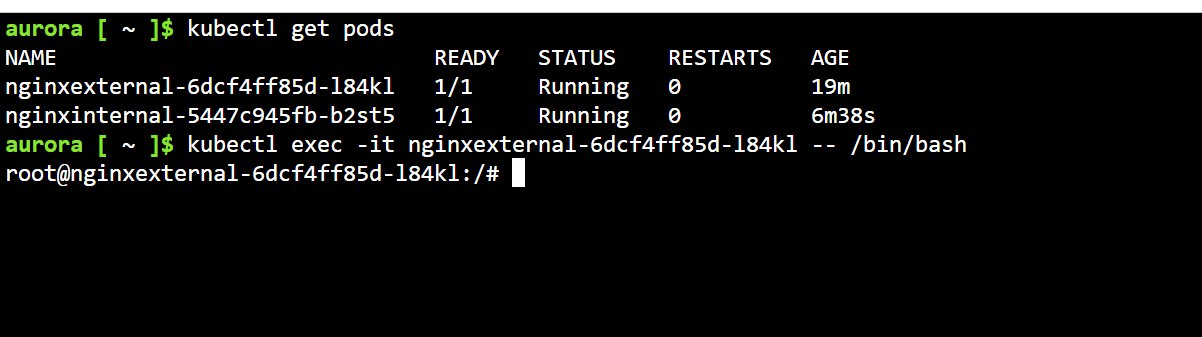 aurora [ ~ ]$ kubectl get pods
NAME READY STATUS RESTARTS AGE
nginxexternal-6dcf4ff85d-l84kl 1/1 Running 0 19m
nginxinternal-5447c945fb-b2st5 1/1 Running 0 6m38s
aurora [ ~ ]$ kubectl exec -it nginxexternal-6dcf4ff85d-l84kl -- /bin/bash
root@nginxexternal-6dcf4ff85d-l84kl:/#